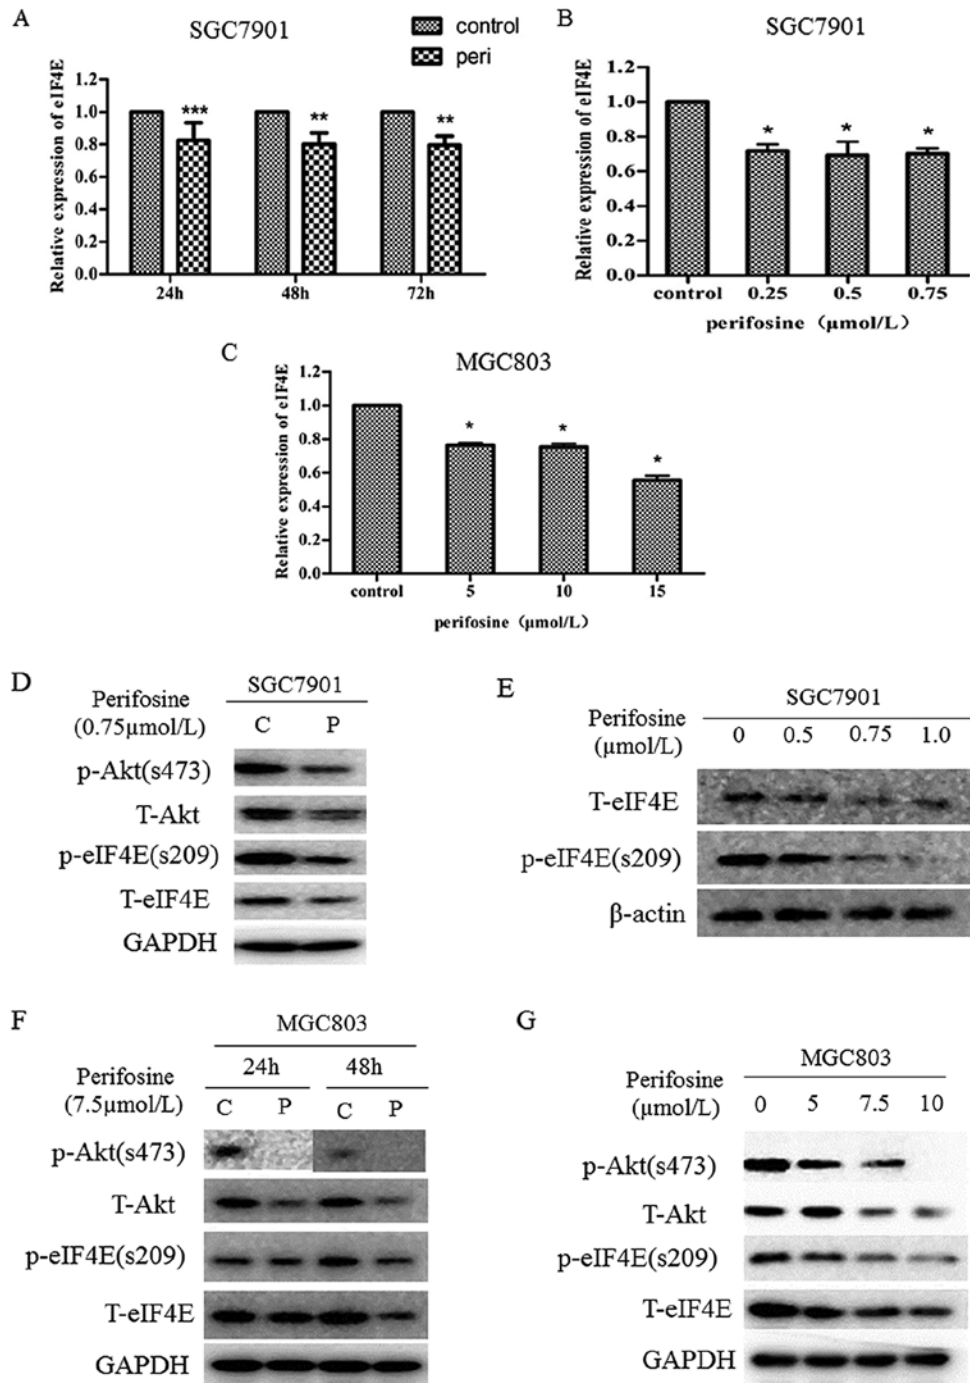 A
SGC7901
control
peri
Relative expression of eIF4E
1.2
1.0
0.8
0.6
0.4
0.2
0.0
*** ** **
24h 48h 72h
B
SGC7901
Relative expression of eIF4E
1.2
1.0
0.8
0.6
0.4
0.2
0.0
* * *
control 0.25 0.5 0.75
perifosine (μmol/L)
C
MGC803
Relative expression of eIF4E
1.2
1.0
0.8
0.6
0.4
0.2
0.0
* * *
control 5 10 15
perifosine (μmol/L)
D
SGC7901
Perifosine
(0.75μmol/L) C P
p-Akt(s473)
T-Akt
p-eIF4E(s209)
T-eIF4E
GAPDH
E
SGC7901
Perifosine
(μmol/L) 0 0.5 0.75 1.0
T-eIF4E
p-eIF4E(s209)
β-actin
F
MGC803
24h 48h
Perifosine
(7.5μmol/L) C P C P
p-Akt(s473)
T-Akt
p-eIF4E(s209)
T-eIF4E
GAPDH
G
MGC803
Perifosine
(μmol/L) 0 5 7.5 10
p-Akt(s473)
T-Akt
p-eIF4E(s209)
T-eIF4E
GAPDH